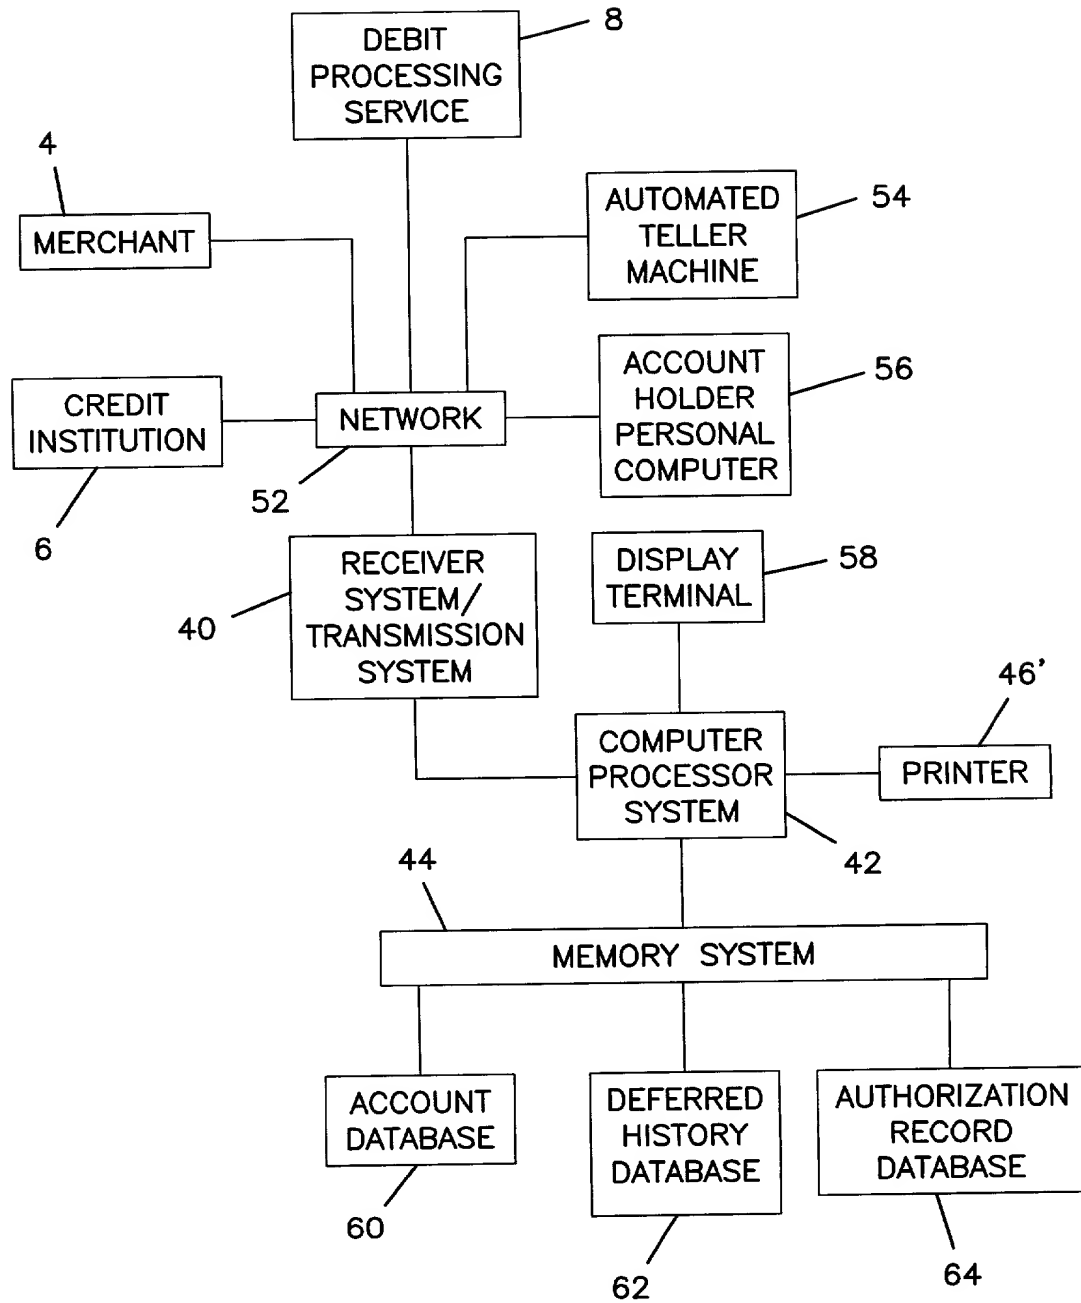 8
DEBIT
PROCESSING
SERVICE
4
MERCHANT
AUTOMATED
TELLER
MACHINE
54
CREDIT
INSTITUTION
6
NETWORK
52
ACCOUNT
HOLDER
PERSONAL
COMPUTER
56
RECEIVER
SYSTEM/
TRANSMISSION
SYSTEM
40
DISPLAY
TERMINAL
58
COMPUTER
PROCESSOR
SYSTEM
42
46'
PRINTER
44
MEMORY SYSTEM
ACCOUNT
DATABASE
60
DEFERRED
HISTORY
DATABASE
62
AUTHORIZATION
RECORD
DATABASE
64